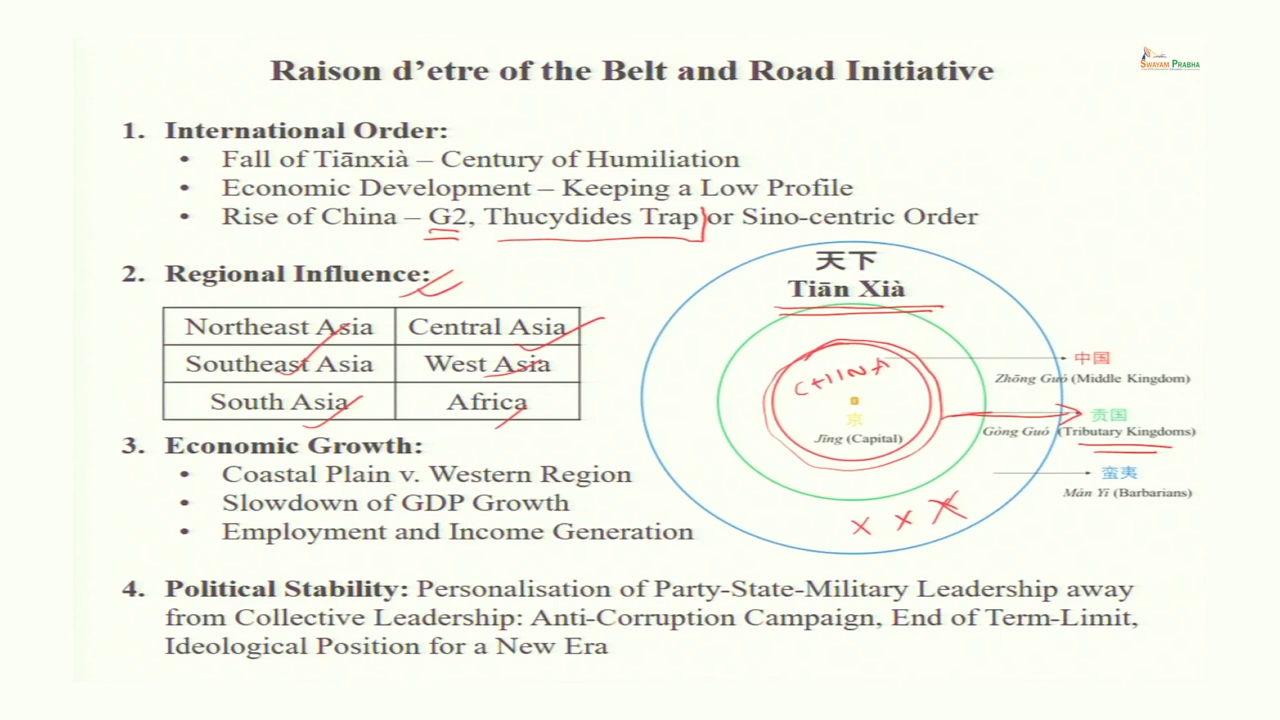 Raison d’etre of the Belt and Road Initiative
SWAYAM PRABHA
1. International Order:
• Fall of Tiānxià – Century of Humiliation
• Economic Development – Keeping a Low Profile
• Rise of China – G2, Thucydides Trap or Sino-centric Order
2. Regional Influence:
Northeast Asia Central Asia
Southeast Asia West Asia
South Asia Africa
3. Economic Growth:
• Coastal Plain v. Western Region
• Slowdown of GDP Growth
• Employment and Income Generation
4. Political Stability: Personalisation of Party-State-Military Leadership away
from Collective Leadership: Anti-Corruption Campaign, End of Term-Limit,
Ideological Position for a New Era
天下
Tiān Xià
CHINA
京
Jīng (Capital)
中国
Zhōng Guó (Middle Kingdom)
贡国
Gòng Guó (Tributary Kingdoms)
蛮夷
Mán Yí (Barbarians)
x x x